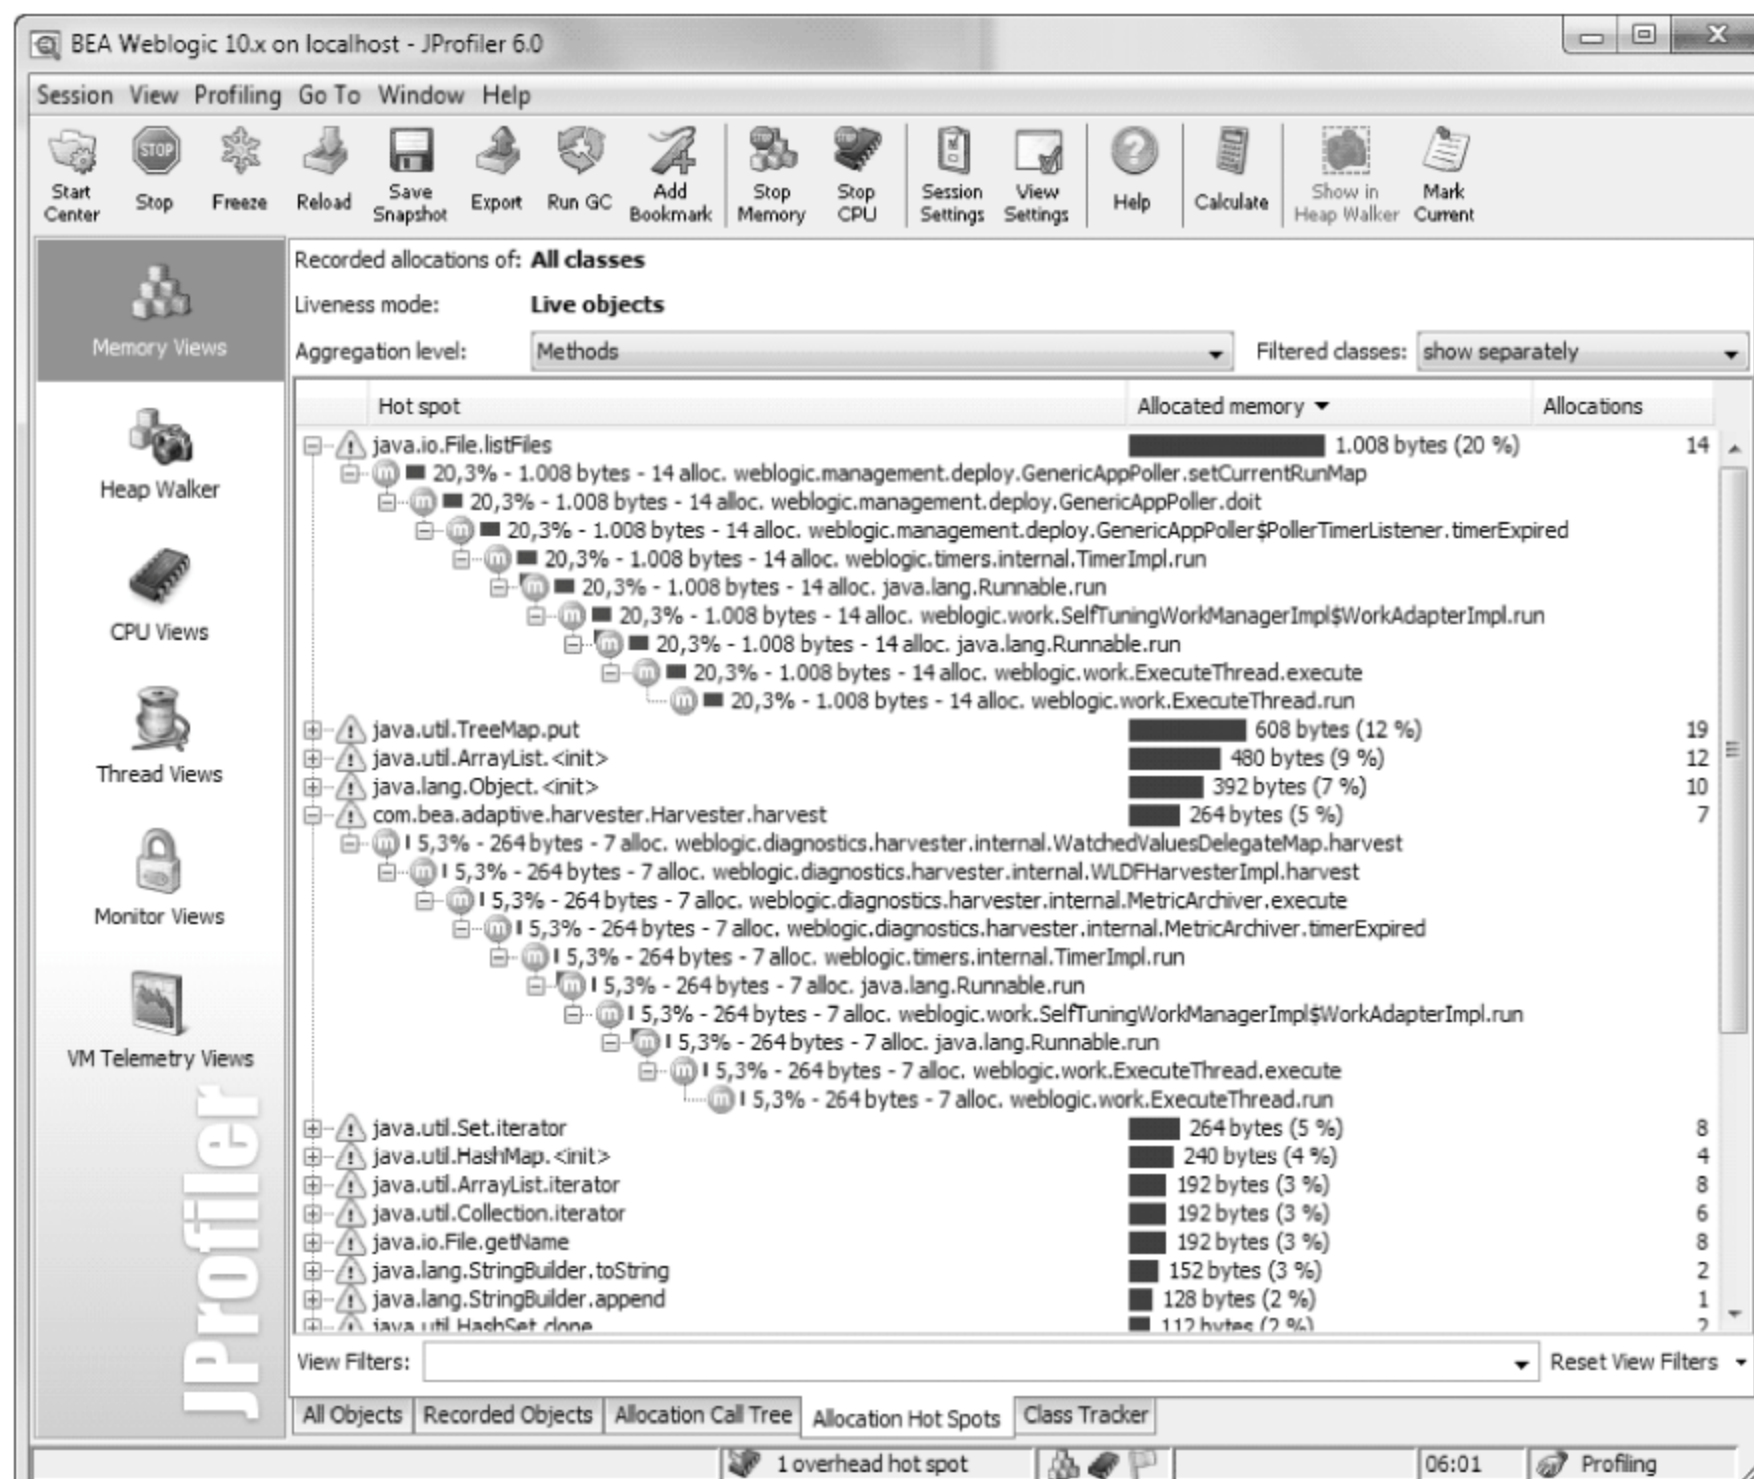 BEA Weblogic 10.x on localhost - JProfiler 6.0
Session View Profiling Go To Window Help
Start Center Stop Freeze Reload Save Snapshot Export Run GC Add Bookmark Stop Memory Stop CPU Session Settings View Settings Help Calculate Show in Heap Walker Mark Current
Memory Views
Heap Walker
CPU Views
Thread Views
Monitor Views
VM Telemetry Views
JProfiler
Recorded allocations of: All classes
Liveness mode: Live objects
Aggregation level: Methods Filtered classes: show separately
Hot spot Allocated memory Allocations
java.io.File.listFiles 1.008 bytes (20 %) 14
20,3% - 1.008 bytes - 14 alloc. weblogic.management.deploy.GenericAppPoller.setCurrentRunMap
20,3% - 1.008 bytes - 14 alloc. weblogic.management.deploy.GenericAppPoller.doit
20,3% - 1.008 bytes - 14 alloc. weblogic.management.deploy.GenericAppPoller$PollerTimerListener.timerExpired
20,3% - 1.008 bytes - 14 alloc. weblogic.timers.internal.TimerImpl.run
20,3% - 1.008 bytes - 14 alloc. java.lang.Runnable.run
20,3% - 1.008 bytes - 14 alloc. weblogic.work.SelfTuningWorkManagerImpl$WorkAdapterImpl.run
20,3% - 1.008 bytes - 14 alloc. java.lang.Runnable.run
20,3% - 1.008 bytes - 14 alloc. weblogic.work.ExecuteThread.execute
20,3% - 1.008 bytes - 14 alloc. weblogic.work.ExecuteThread.run
java.util.TreeMap.put 608 bytes (12 %) 19
java.util.ArrayList.<init> 480 bytes (9 %) 12
java.lang.Object.<init> 392 bytes (7 %) 10
com.bea.adaptive.harvester.Harvester.harvest 264 bytes (5 %) 7
5,3% - 264 bytes - 7 alloc. weblogic.diagnostics.harvester.internal.WatchedValuesDelegateMap.harvest
5,3% - 264 bytes - 7 alloc. weblogic.diagnostics.harvester.internal.WLDFHarvesterImpl.harvest
5,3% - 264 bytes - 7 alloc. weblogic.diagnostics.harvester.internal.MetricArchiver.execute
5,3% - 264 bytes - 7 alloc. weblogic.diagnostics.harvester.internal.MetricArchiver.timerExpired
5,3% - 264 bytes - 7 alloc. weblogic.timers.internal.TimerImpl.run
5,3% - 264 bytes - 7 alloc. java.lang.Runnable.run
5,3% - 264 bytes - 7 alloc. weblogic.work.SelfTuningWorkManagerImpl$WorkAdapterImpl.run
5,3% - 264 bytes - 7 alloc. java.lang.Runnable.run
5,3% - 264 bytes - 7 alloc. weblogic.work.ExecuteThread.execute
5,3% - 264 bytes - 7 alloc. weblogic.work.ExecuteThread.run
java.util.Set.iterator 264 bytes (5 %) 8
java.util.HashMap.<init> 240 bytes (4 %) 4
java.util.ArrayList.iterator 192 bytes (3 %) 8
java.util.Collection.iterator 192 bytes (3 %) 6
java.io.File.getName 192 bytes (3 %) 8
java.lang.StringBuilder.toString 152 bytes (3 %) 2
java.lang.StringBuilder.append 128 bytes (2 %) 1
java.util.HashSet.clone 112 bytes (2 %) 2
View Filters: Reset View Filters
All Objects Recorded Objects Allocation Call Tree Allocation Hot Spots Class Tracker
1 overhead hot spot 06:01 Profiling